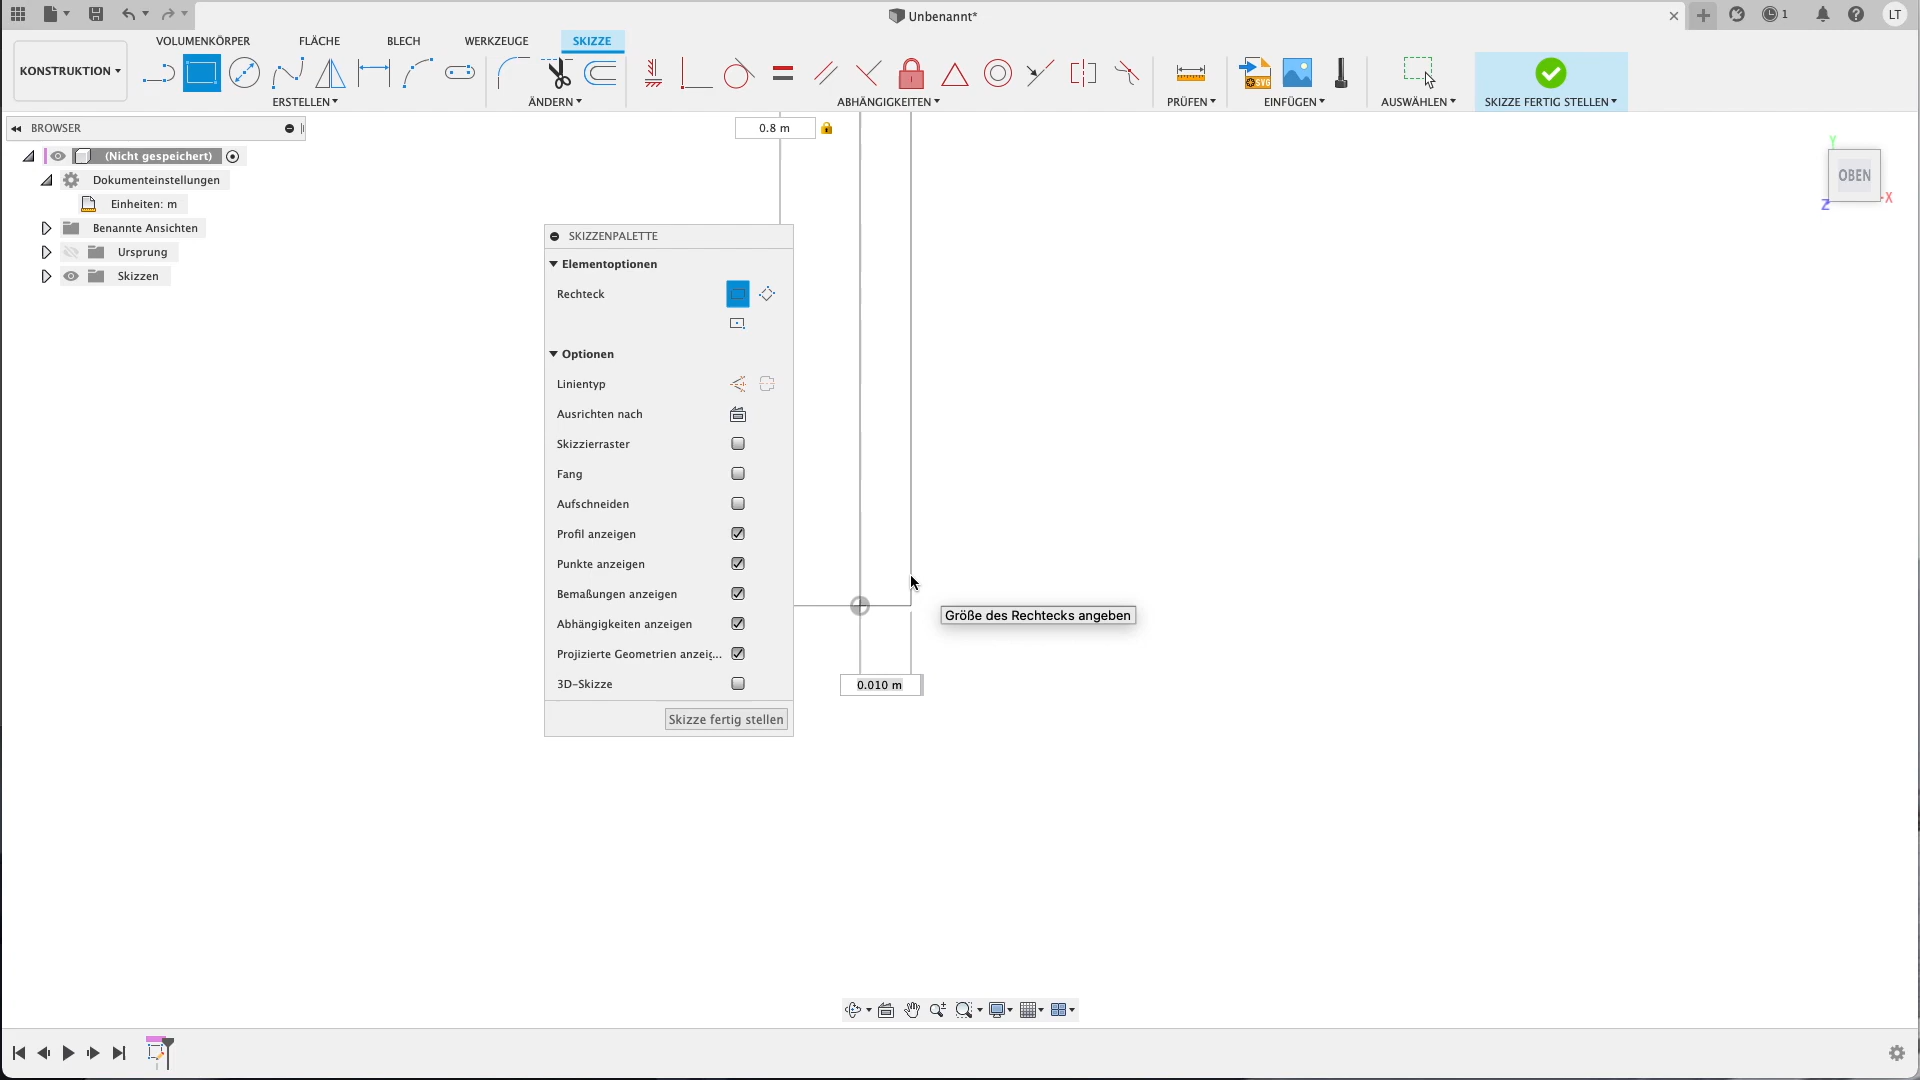 Unbenannt*
1
LT
VOLUMENKÖRPER FLÄCHE BLECH WERKZEUGE SKIZZE
KONSTRUKTION
ERSTELLEN ÄNDERN ABHÄNGIGKEITEN PRÜFEN EINFÜGEN AUSWÄHLEN SKIZZE FERTIG STELLEN
SVG
BROWSER
(Nicht gespeichert)
Dokumenteinstellungen
Einheiten: m
Benannte Ansichten
Ursprung
Skizzen
0.8 m
Y
OBEN
X
Z
SKIZZENPALETTE
Elementoptionen
Rechteck
Optionen
Linientyp
Ausrichten nach
Skizzierraster
Fang
Aufschneiden
Profil anzeigen
Punkte anzeigen
Bemaßungen anzeigen
Abhängigkeiten anzeigen
Projizierte Geometrien anzeig...
3D-Skizze
Skizze fertig stellen
Größe des Rechtecks angeben
0.010 m